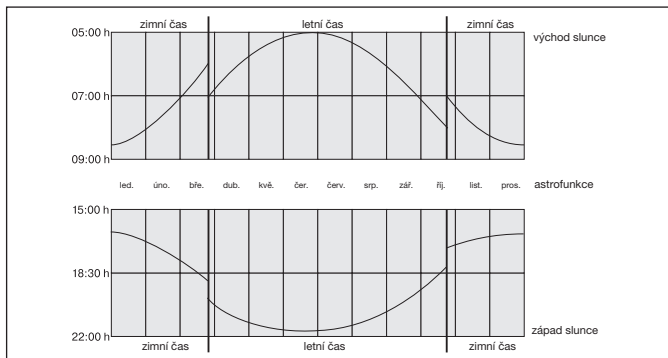 zimní čas letní čas zimní čas
05:00 h východ slunce
07:00 h
09:00 h
led. úno. bře. dub. kvě. čer. červ. srp. zář. říj. list. pros. astrofunkce
15:00 h
18:30 h
22:00 h západ slunce
zimní čas letní čas zimní čas